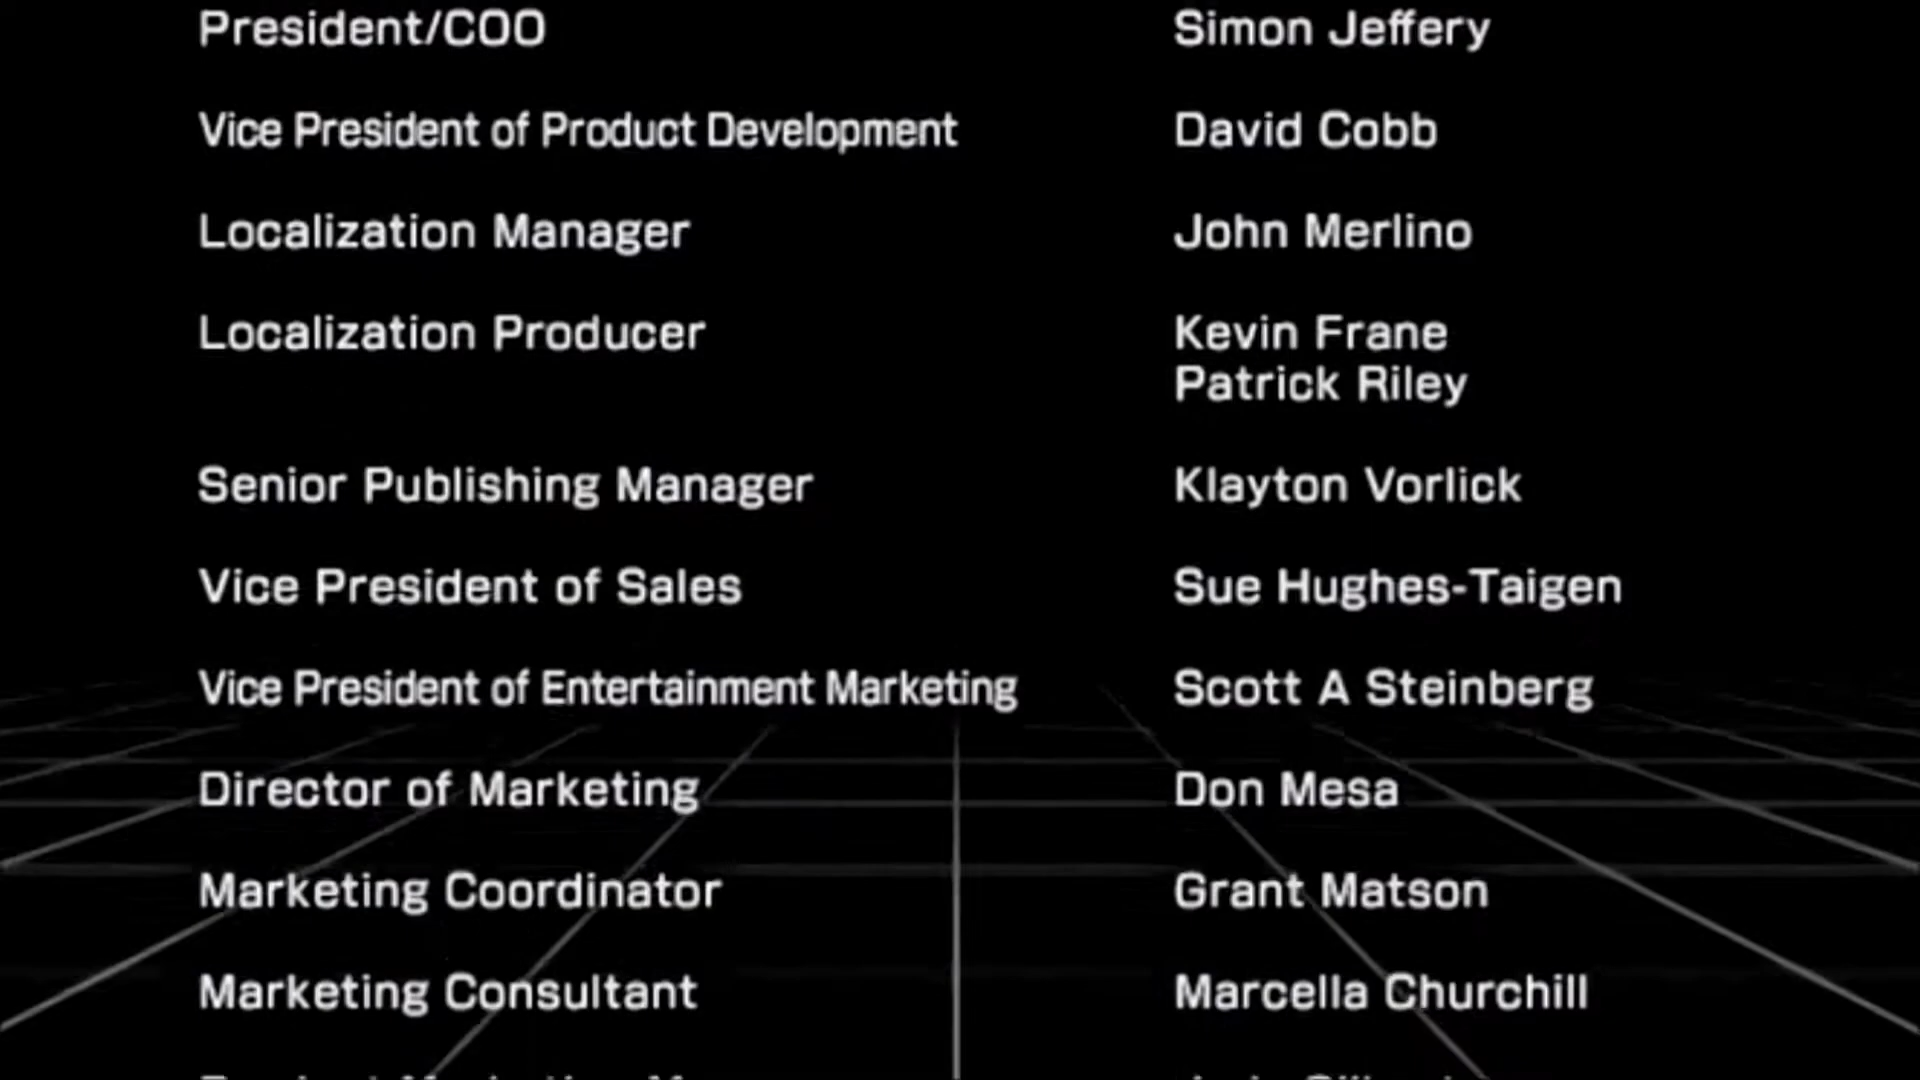 President/COO Simon Jeffery
Vice President of Product Development David Cobb
Localization Manager John Merlino
Localization Producer Kevin Frane
Patrick Riley
Senior Publishing Manager Klayton Vorlick
Vice President of Sales Sue Hughes-Taigen
Vice President of Entertainment Marketing Scott A Steinberg
Director of Marketing Don Mesa
Marketing Coordinator Grant Matson
Marketing Consultant Marcella Churchill